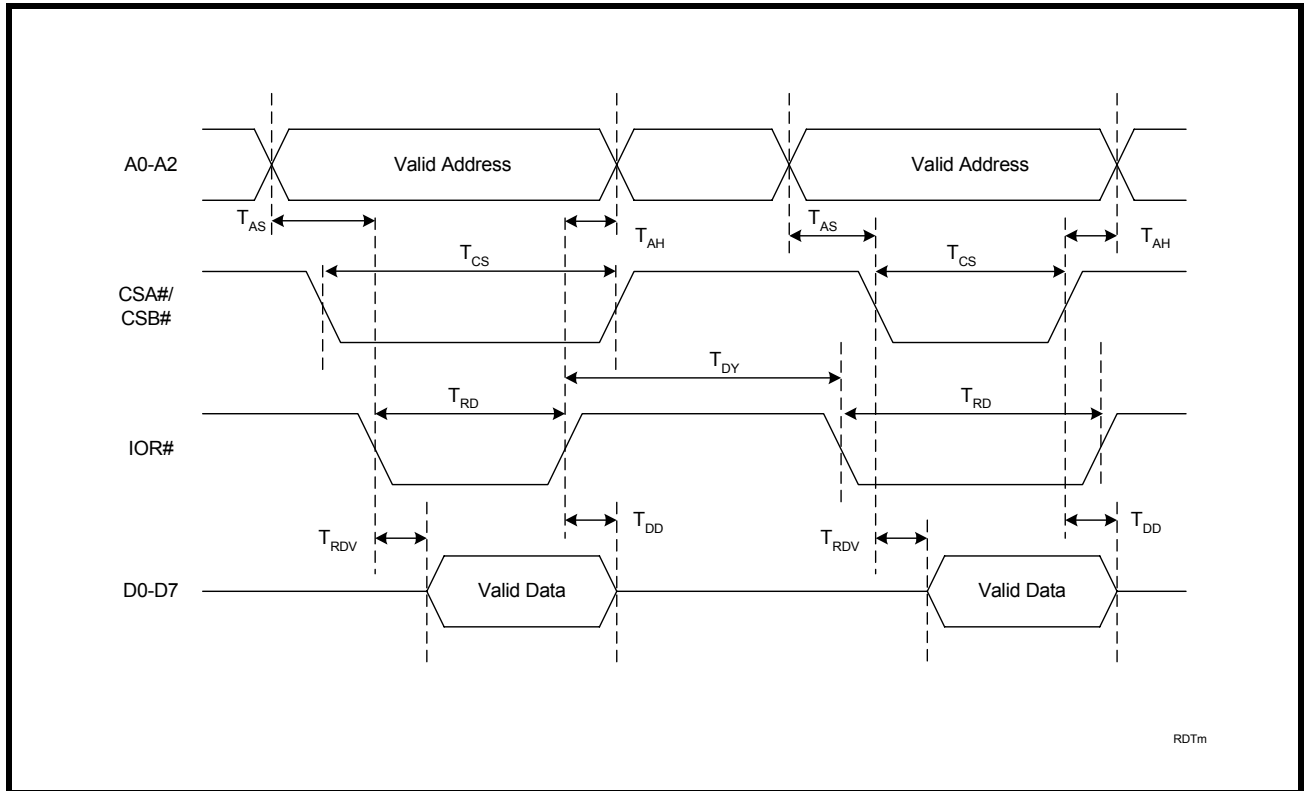 A0-A2
Valid Address
Valid Address
TAS
TAH
TAS
TAH
CSA#/
CSB#
TCS
TCS
TDY
IOR#
TRD
TRD
TRDV
TDD
TRDV
TDD
D0-D7
Valid Data
Valid Data
RDTm